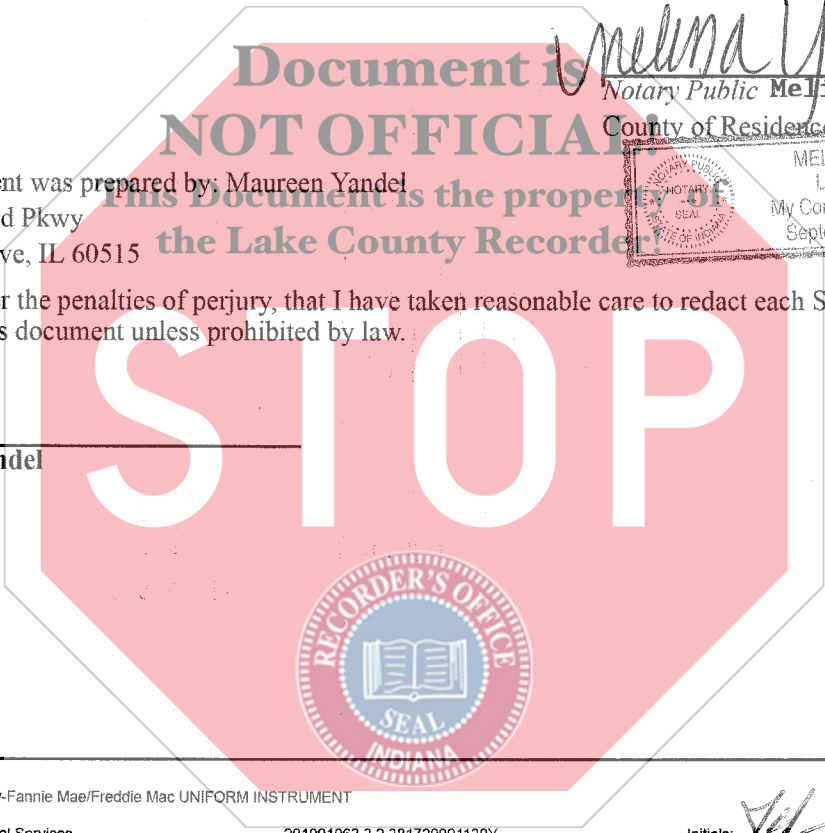 Document is
NOT OFFICIAL!
This Document is the property of
the Lake County Recorder!
Notary Public
County of Residence
NOTARY PUBLIC
NOTARY
SEAL
STATE OF INDIANA
My
ent was prepared by: Maureen Yandel
d Pkwy
ve, IL 60515
r the penalties of perjury, that I have taken reasonable care to redact each S
s document unless prohibited by law.
STOP
ndel
RECORDER'S OFFICE
SEAL
INDIANA
-Fannie Mae/Freddie Mac UNIFORM INSTRUMENT